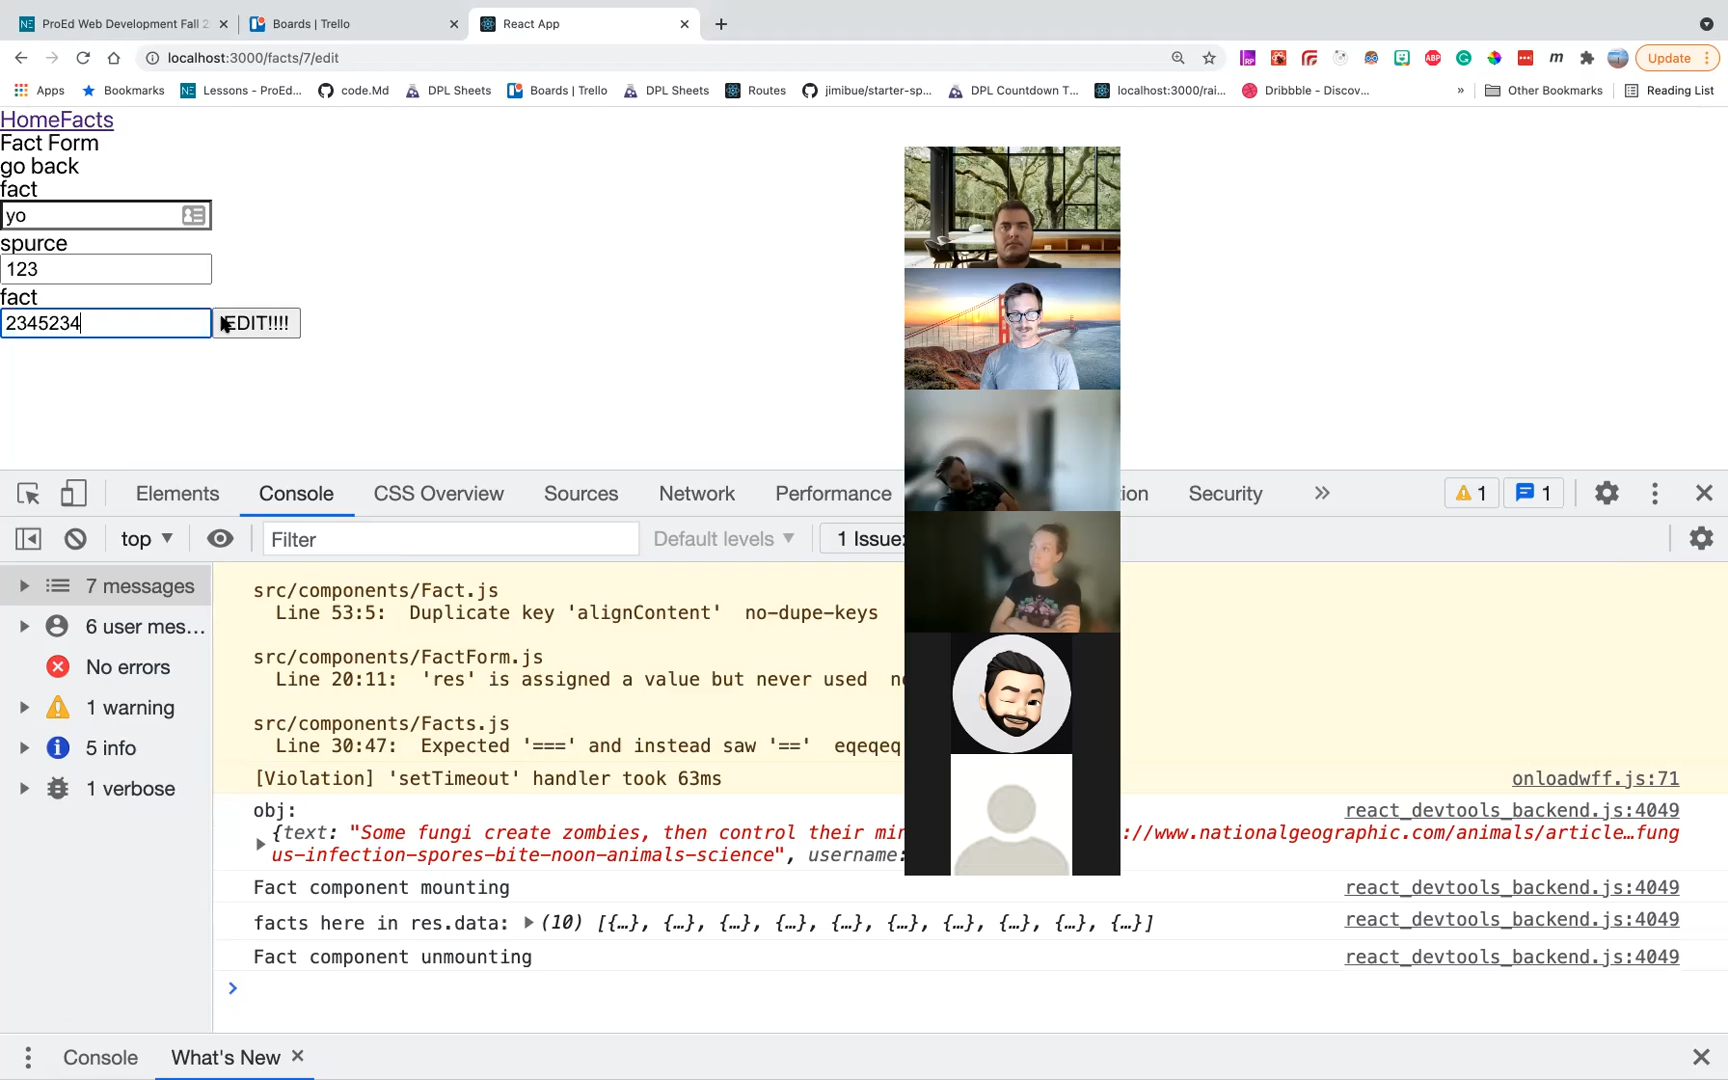 ProEd Web Development Fall 2
Boards | Trello
React App
localhost:3000/facts/7/edit
Update
Apps
Bookmarks
Lessons - ProEd...
code.Md
DPL Sheets
Boards | Trello
DPL Sheets
Routes
jimibue/starter-sp...
DPL Countdown T...
localhost:3000/rai...
Dribbble - Discov...
»
Other Bookmarks
Reading List
HomeFacts
Fact Form
go back
fact
yo
spurce
123
fact
2345234
EDIT!!!!
Elements
Console
CSS Overview
Sources
Network
Performance
Security
1
1
top
Filter
Default levels
1 Issue:
7 messages
6 user mes...
No errors
1 warning
5 info
1 verbose
src/components/Fact.js
Line 53:5: Duplicate key 'alignContent' no-dupe-keys
src/components/FactForm.js
Line 20:11: 'res' is assigned a value but never used
src/components/Facts.js
Line 30:47: Expected '===' and instead saw '==' eqeqeq
[Violation] 'setTimeout' handler took 63ms
onloadwff.js:71
obj:
react_devtools_backend.js:4049
{text: "Some fungi create zombies, then control their
://www.nationalgeographic.com/animals/article…fung
us-infection-spores-bite-noon-animals-science", username:
Fact component mounting
react_devtools_backend.js:4049
facts here in res.data: (10) [{…}, {…}, {…}, {…}, {…}, {…}, {…}, {…}, {…}, {…}]
react_devtools_backend.js:4049
Fact component unmounting
react_devtools_backend.js:4049
Console
What's New